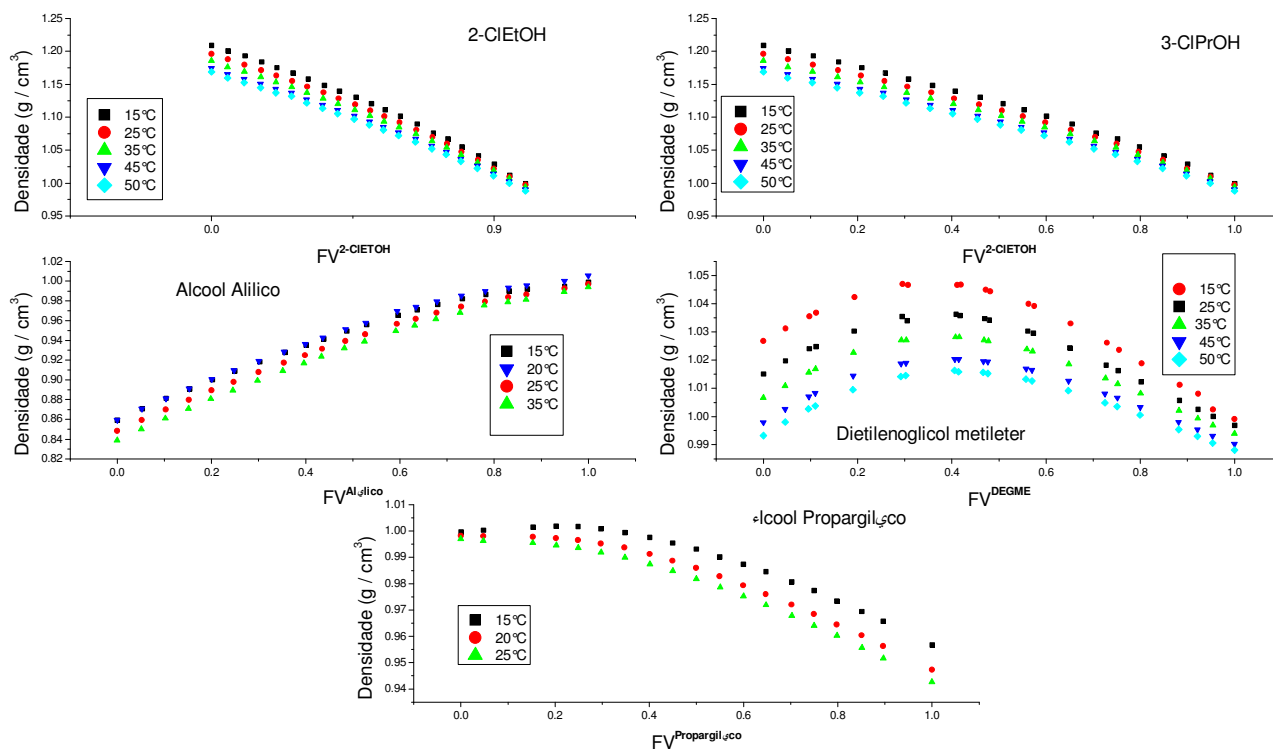 2-ClEtOH
Densidade (g / cm3)
1.25
1.20
1.15
1.10
1.05
1.00
0.95
15°C
25°C
35°C
45°C
50°C
0.0 0.9
FV2-ClETOH
3-ClPrOH
Densidade (g / cm3)
1.25
1.20
1.15
1.10
1.05
1.00
0.95
15°C
25°C
35°C
45°C
50°C
0.0 0.2 0.4 0.6 0.8 1.0
FV2-ClETOH
Alcool Alilico
Densidade (g / cm3)
1.02
1.00
0.98
0.96
0.94
0.92
0.90
0.88
0.86
0.84
0.82
15°C
20°C
25°C
35°C
0.0 0.2 0.4 0.6 0.8 1.0
FVAlيlico
Densidade (g / cm3)
1.05
1.04
1.03
1.02
1.01
1.00
0.99
15°C
25°C
35°C
45°C
50°C
Dietilenoglicol metileter
0.0 0.2 0.4 0.6 0.8 1.0
FVDEGME
ءlcool Propargilيco
Densidade (g / cm3)
1.01
1.00
0.99
0.98
0.97
0.96
0.95
0.94
15°C
20°C
25°C
0.0 0.2 0.4 0.6 0.8 1.0
FVPropargilيco